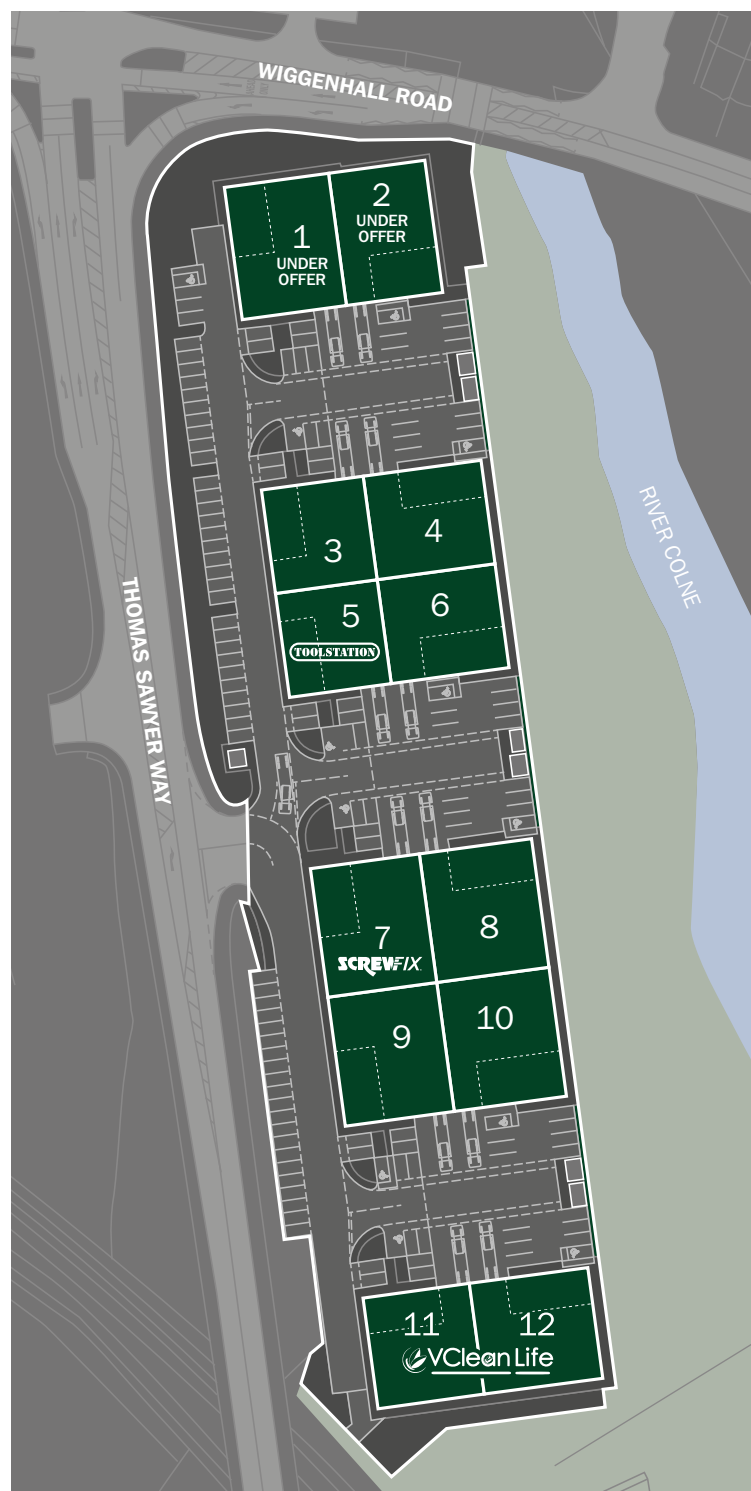 WIGGENHALL ROAD
2
UNDER
OFFER
1
UNDER
OFFER
RIVER COLNE
4
3
6
5
TOOLSTATION
THOMAS SAWYER WAY
8
7
SCREWFIX
10
9
11
12
VClean Life